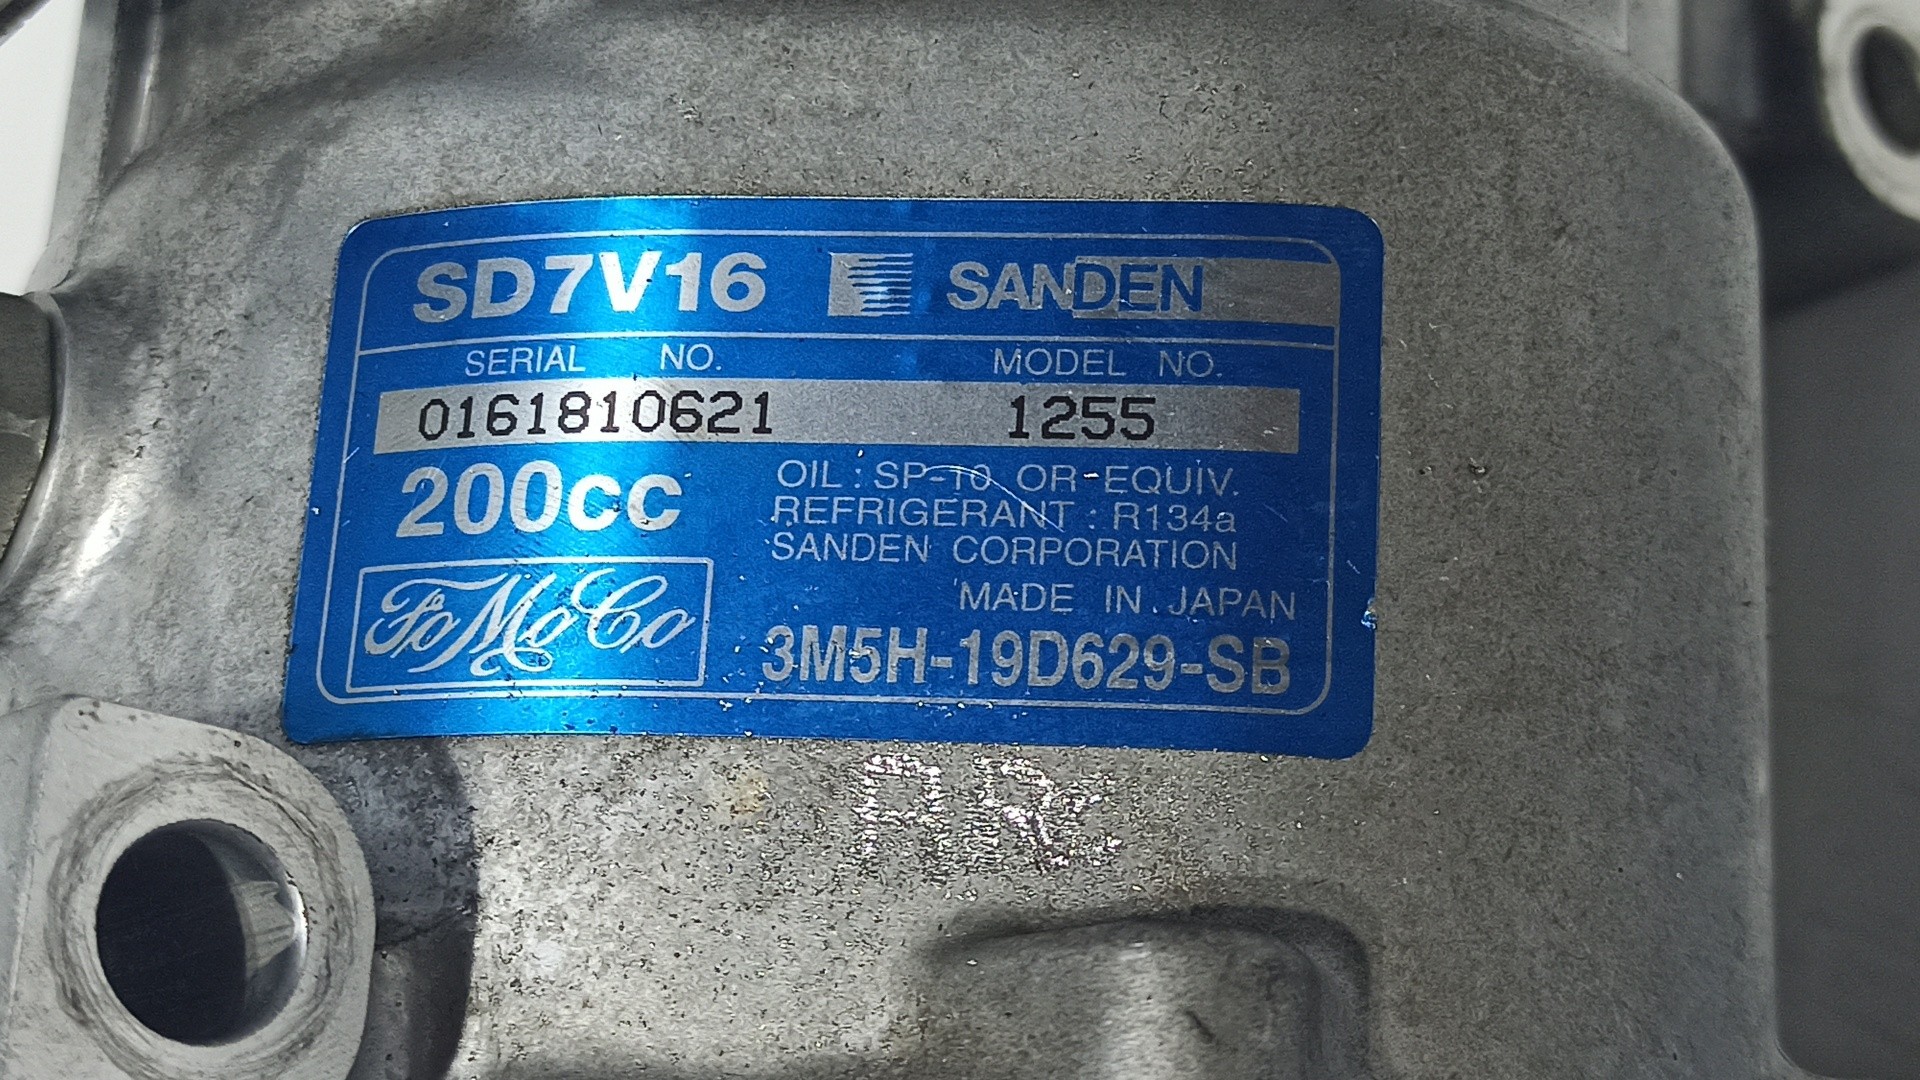 SD7V16 SANDEN
SERIAL NO. MODEL NO.
0161810621 1255
200cc
OIL : SP-10 OR EQUIV.
REFRIGERANT : R134a
SANDEN CORPORATION
MADE IN JAPAN
FoMoCo
3M5H-19D629-SB